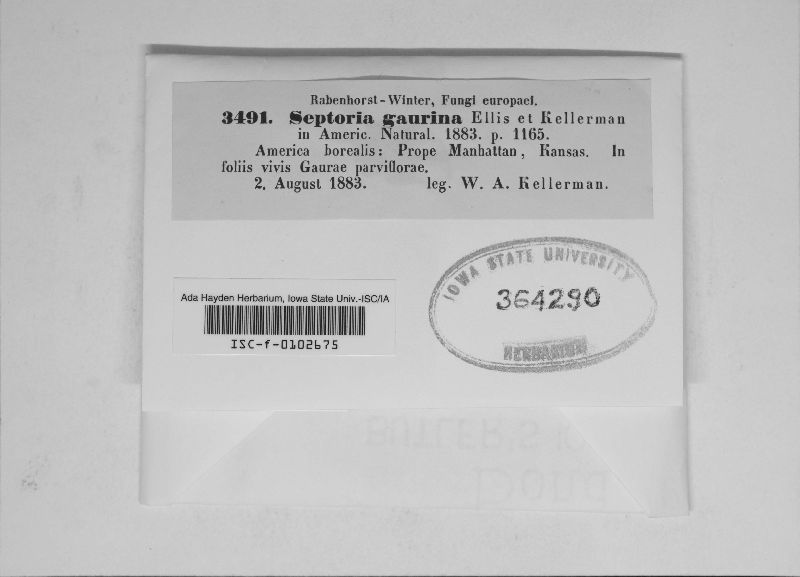 Rabenhorst-Winter, Fungi europaei.
3491. Septoria gaurina Ellis et Kellerman
in Americ. Natural. 1883. p. 1165.
America borealis: Prope Manhattan, Kansas. In
foliis vivis Gaurae parviflorae.
2. August 1883. leg. W. A. Kellerman.
IOWA STATE UNIVERSITY
364290
HERBARIUM
Ada Hayden Herbarium, Iowa State Univ.-ISC/IA
ISC-f-0102675
BUTLER'S
Bond